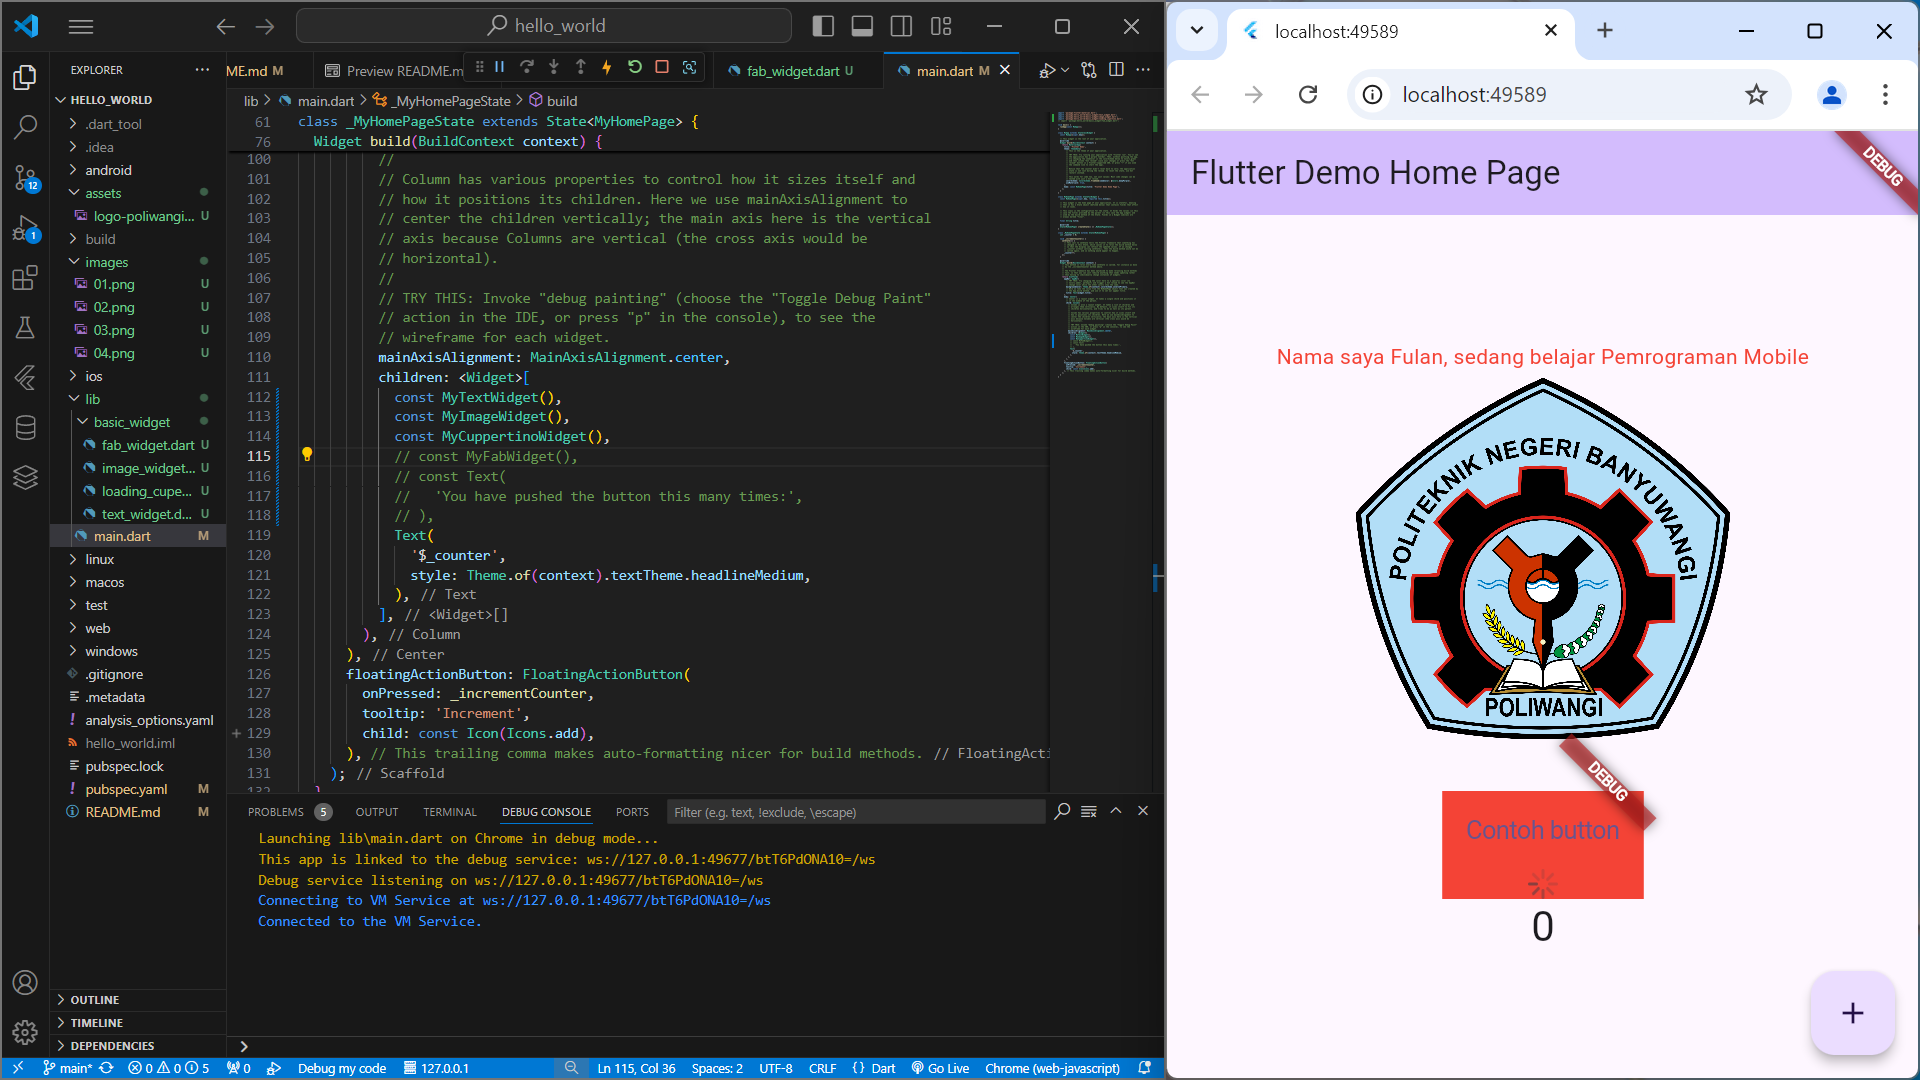 hello_world
EXPLORER
HELLO_WORLD
.dart_tool
.idea
android
assets
logo-poliwangi... U
build
images
01.png U
02.png U
03.png U
04.png U
ios
lib
basic_widget
fab_widget.dart U
image_widget... U
loading_cupe... U
text_widget.d... U
main.dart M
linux
macos
test
web
windows
.gitignore
.metadata
analysis_options.yaml
hello_world.iml
pubspec.lock
pubspec.yaml M
README.md M
OUTLINE
TIMELINE
DEPENDENCIES
12
1
ME.md M
Preview README.m
fab_widget.dart U
main.dart M
lib > main.dart > _MyHomePageState > build
61 class _MyHomePageState extends State<MyHomePage> {
76 Widget build(BuildContext context) {
100 //
101 // Column has various properties to control how it sizes itself and
102 // how it positions its children. Here we use mainAxisAlignment to
103 // center the children vertically; the main axis here is the vertical
104 // axis because Columns are vertical (the cross axis would be
105 // horizontal).
106 //
107 // TRY THIS: Invoke "debug painting" (choose the "Toggle Debug Paint"
108 // action in the IDE, or press "p" in the console), to see the
109 // wireframe for each widget.
110 mainAxisAlignment: MainAxisAlignment.center,
111 children: <Widget>[
112 const MyTextWidget(),
113 const MyImageWidget(),
114 const MyCuppertinoWidget(),
115 // const MyFabWidget(),
116 // const Text(
117 //   'You have pushed the button this many times:',
118 // ),
119 Text(
120 '$_counter',
121 style: Theme.of(context).textTheme.headlineMedium,
122 ), // Text
123 ], // <Widget>[]
124 ), // Column
125 ), // Center
126 floatingActionButton: FloatingActionButton(
127 onPressed: _incrementCounter,
128 tooltip: 'Increment',
129 child: const Icon(Icons.add),
130 ), // This trailing comma makes auto-formatting nicer for build methods. // FloatingActi
131 ); // Scaffold
132 }
PROBLEMS 5 OUTPUT TERMINAL DEBUG CONSOLE PORTS Filter (e.g. text, !exclude, \escape)
Launching lib\main.dart on Chrome in debug mode...
This app is linked to the debug service: ws://127.0.0.1:49677/btT6PdONA10=/ws
Debug service listening on ws://127.0.0.1:49677/btT6PdONA10=/ws
Connecting to VM Service at ws://127.0.0.1:49677/btT6PdONA10=/ws
Connected to the VM Service.
main* 0 0 5 0 Debug my code 127.0.0.1 Ln 115, Col 36 Spaces: 2 UTF-8 CRLF {} Dart Go Live Chrome (web-javascript)
localhost:49589
localhost:49589
Flutter Demo Home Page
DEBUG
Nama saya Fulan, sedang belajar Pemrograman Mobile
POLITEKNIK NEGERI BANYUWANGI
POLIWANGI
DEBUG
Contoh button
0
+